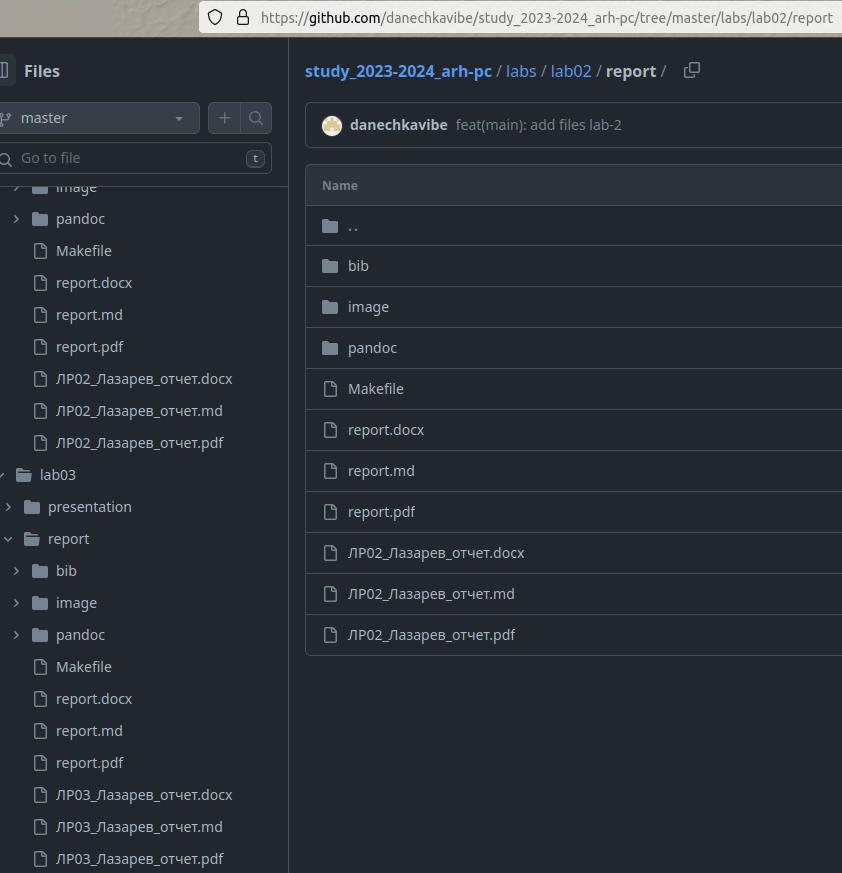 https://github.com/danechkavibe/study_2023-2024_arh-pc/tree/master/labs/lab02/report
Files
master
Go to file
t
image
pandoc
Makefile
report.docx
report.md
report.pdf
ЛР02_Лазарев_отчет.docx
ЛР02_Лазарев_отчет.md
ЛР02_Лазарев_отчет.pdf
lab03
presentation
report
bib
image
pandoc
Makefile
report.docx
report.md
report.pdf
ЛР03_Лазарев_отчет.docx
ЛР03_Лазарев_отчет.md
ЛР03_Лазарев_отчет.pdf
study_2023-2024_arh-pc / labs / lab02 / report /
danechkavibe feat(main): add files lab-2
Name
..
bib
image
pandoc
Makefile
report.docx
report.md
report.pdf
ЛР02_Лазарев_отчет.docx
ЛР02_Лазарев_отчет.md
ЛР02_Лазарев_отчет.pdf